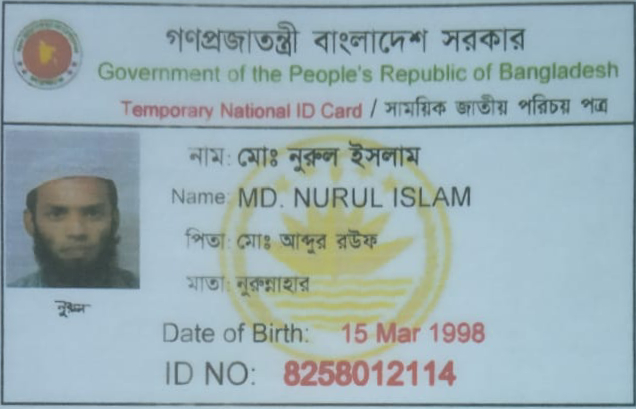 গণপ্রজাতন্ত্রী বাংলাদেশ সরকার
Government of the People's Republic of Bangladesh
Temporary National ID Card / সাময়িক জাতীয় পরিচয় পত্র
নাম: মোঃ নুরুল ইসলাম
Name: MD. NURUL ISLAM
পিতা: মোঃ আব্দুর রউফ
মাতা: নুরুন্নাহার
নুরুল
Date of Birth: 15 Mar 1998
ID NO: 8258012114